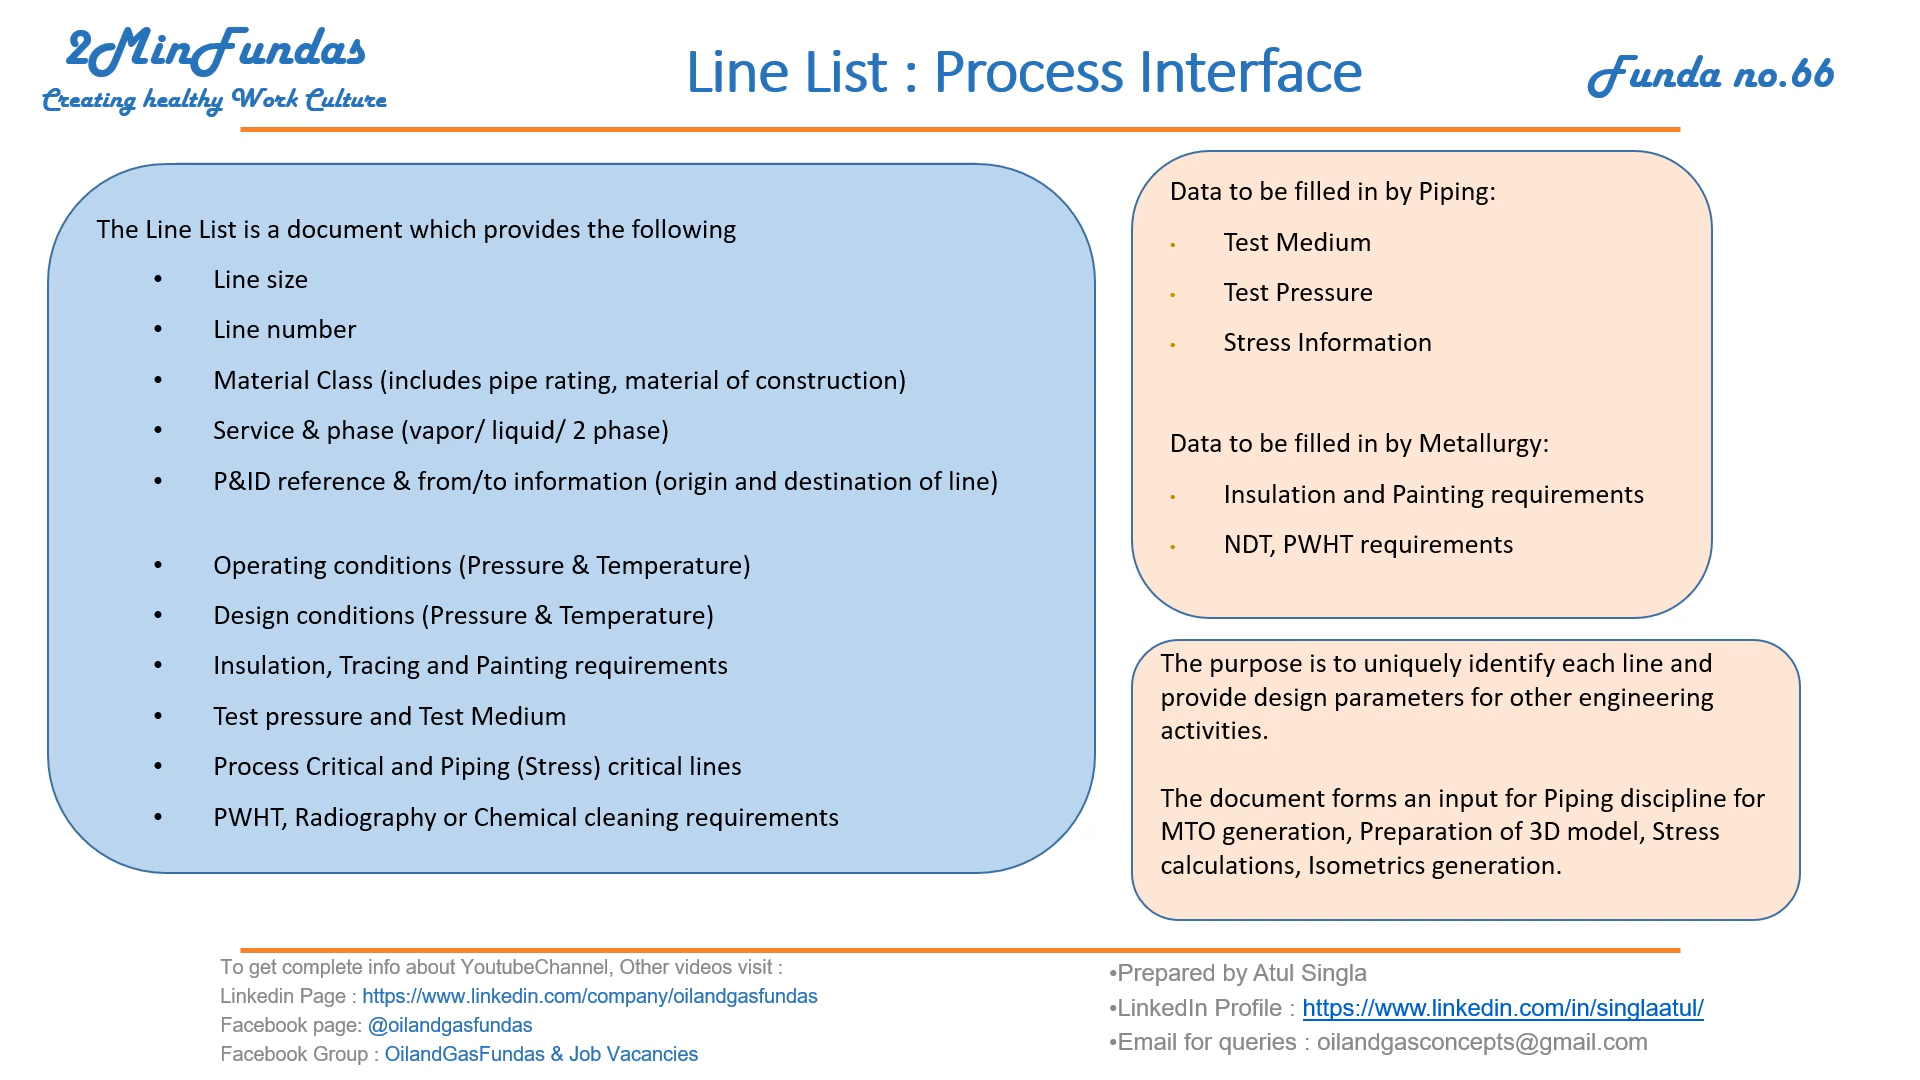 2MinFundas
Creating healthy Work Culture
Line List : Process Interface
Funda no.66
The Line List is a document which provides the following
• Line size
• Line number
• Material Class (includes pipe rating, material of construction)
• Service & phase (vapor/ liquid/ 2 phase)
• P&ID reference & from/to information (origin and destination of line)
• Operating conditions (Pressure & Temperature)
• Design conditions (Pressure & Temperature)
• Insulation, Tracing and Painting requirements
• Test pressure and Test Medium
• Process Critical and Piping (Stress) critical lines
• PWHT, Radiography or Chemical cleaning requirements
Data to be filled in by Piping:
• Test Medium
• Test Pressure
• Stress Information
Data to be filled in by Metallurgy:
• Insulation and Painting requirements
• NDT, PWHT requirements
The purpose is to uniquely identify each line and
provide design parameters for other engineering
activities.
The document forms an input for Piping discipline for
MTO generation, Preparation of 3D model, Stress
calculations, Isometrics generation.
To get complete info about YoutubeChannel, Other videos visit :
Linkedin Page : https://www.linkedin.com/company/oilandgasfundas
Facebook page: @oilandgasfundas
Facebook Group : OilandGasFundas & Job Vacancies
•Prepared by Atul Singla
•LinkedIn Profile : https://www.linkedin.com/in/singlaatul/
•Email for queries : oilandgasconcepts@gmail.com